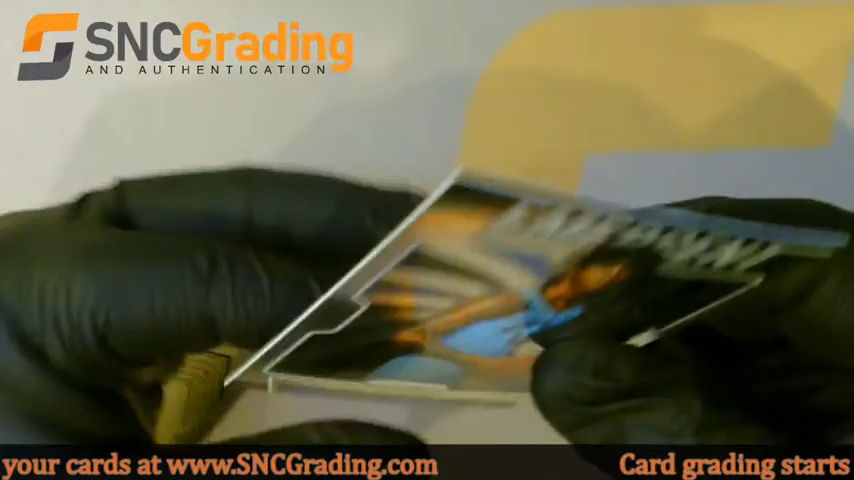 SNCGrading
AND AUTHENTICATION
your cards at www.SNCGrading.com
Card grading starts